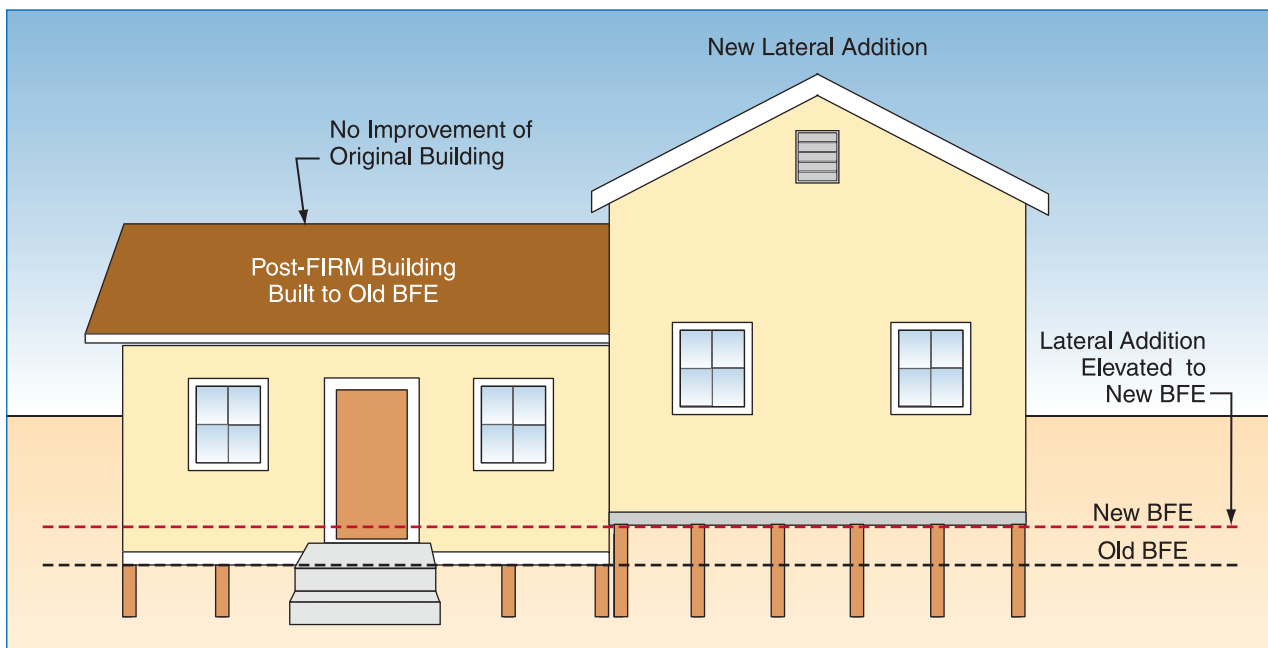 New Lateral Addition
No Improvement of
Original Building
Post-FIRM Building
Built to Old BFE
Lateral Addition
Elevated to
New BFE
New BFE
Old BFE